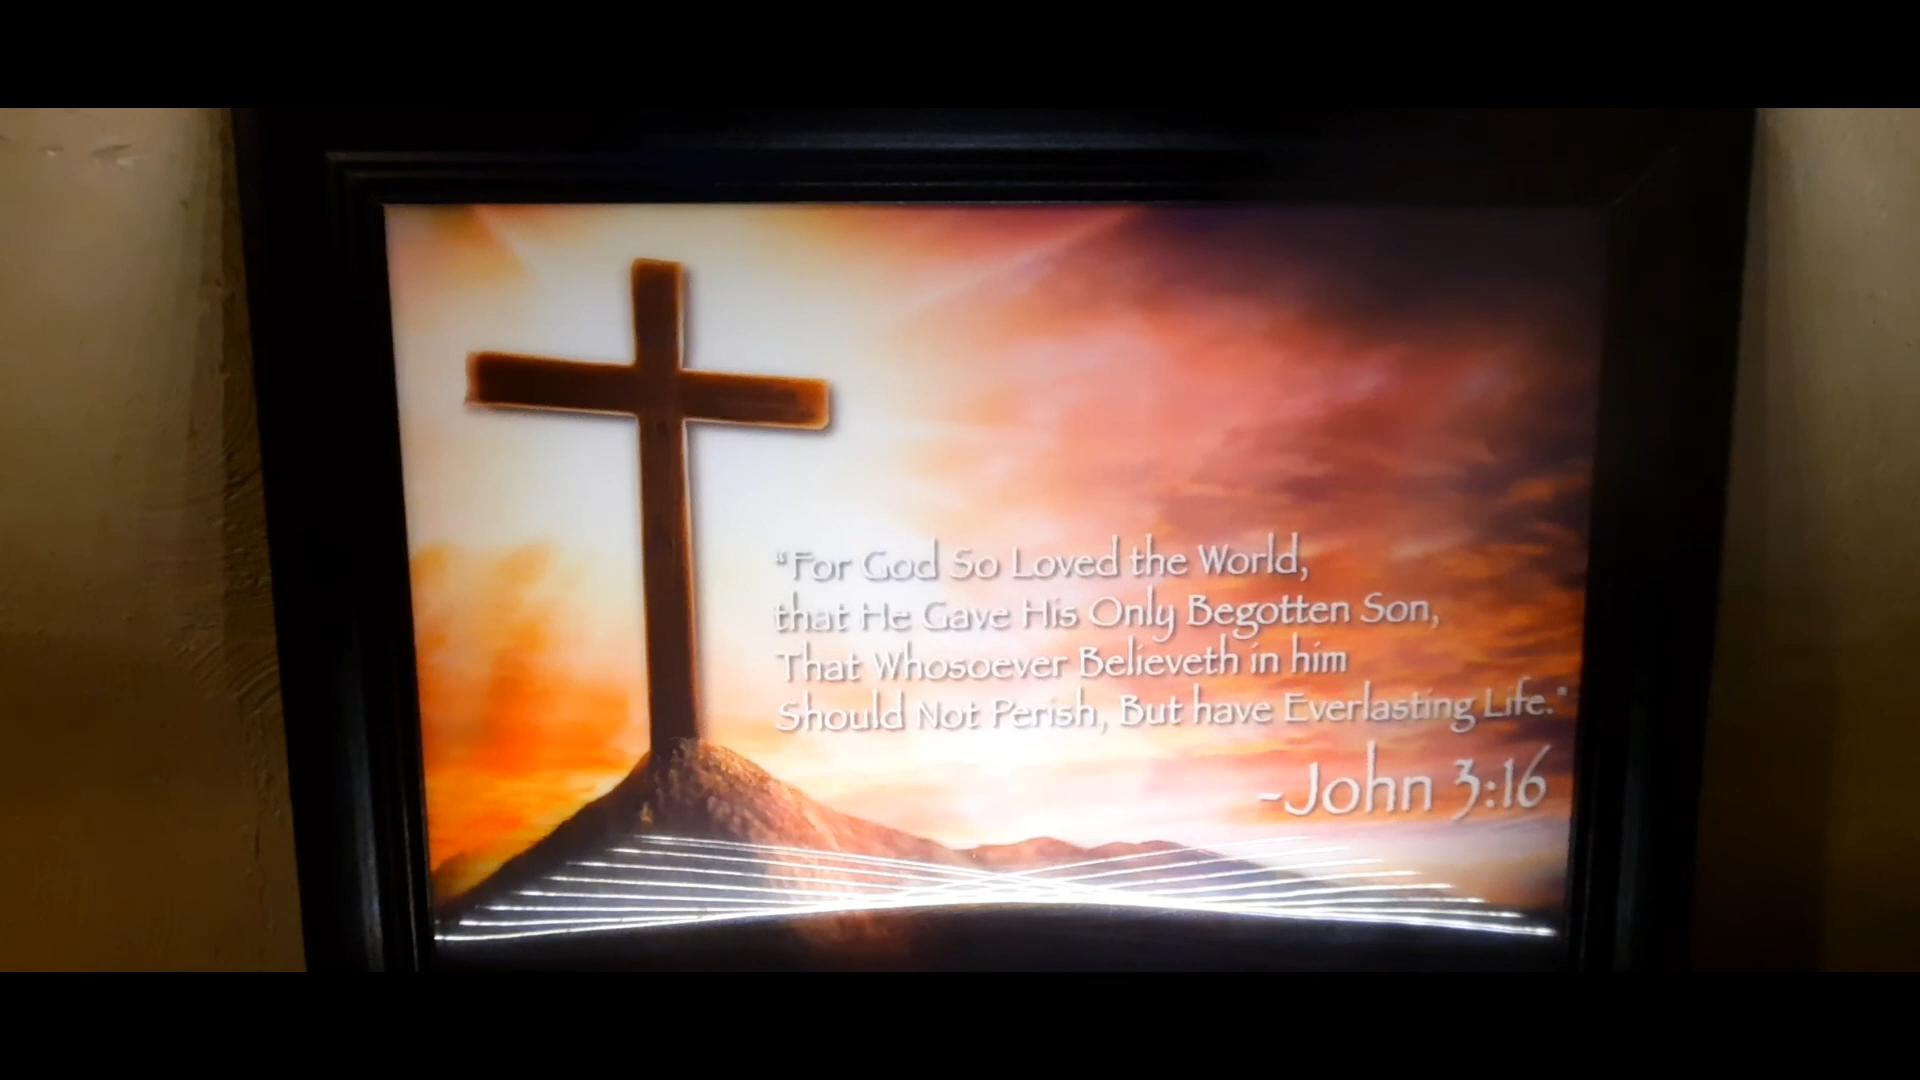 "For God So Loved the World,
that He Gave His Only Begotten Son,
That Whosoever Believeth in him
Should Not Perish, But have Everlasting Life."
-John 3:16